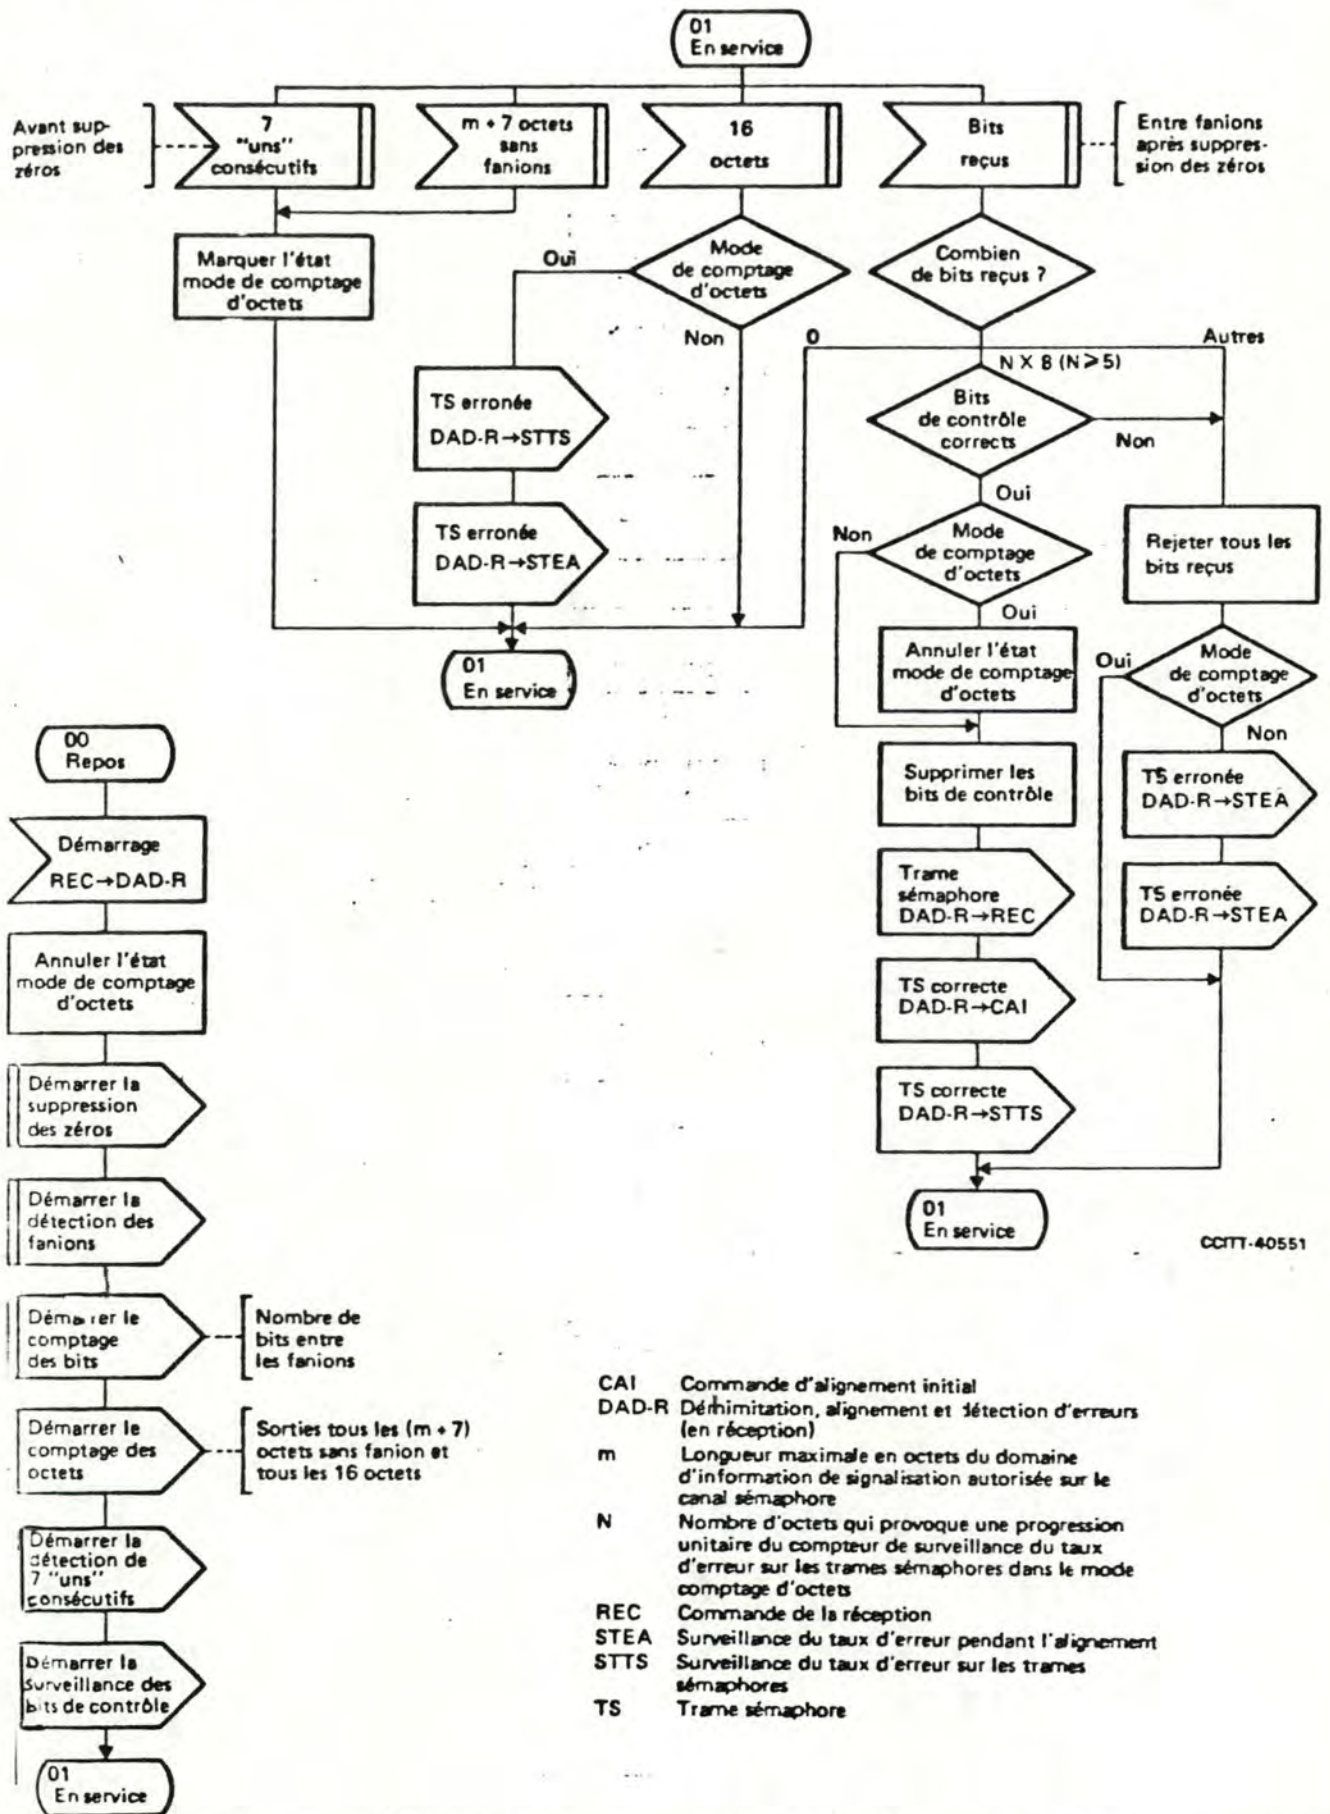 01
En service
Avant sup-
pression des
zéros
7
"uns"
consécutifs
m + 7 octets
sans
fanions
16
octets
Bits
reçus
Entre fanions
après suppres-
sion des zéros
Marquer l'état
mode de comptage
d'octets
Oui
Mode
de comptage
d'octets
Non
Combien
de bits reçus ?
0
Autres
N X 8 (N ≥ 5)
TS erronée
DAD-R→STTS
TS erronée
DAD-R→STEA
01
En service
Bits
de contrôle
corrects
Non
Oui
Non
Mode
de comptage
d'octets
Oui
Annuler l'état
mode de comptage
d'octets
Supprimer les
bits de contrôle
Trame
sémaphore
DAD-R→REC
TS correcte
DAD-R→CAI
TS correcte
DAD-R→STTS
Rejeter tous les
bits reçus
Oui
Mode
de comptage
d'octets
Non
TS erronée
DAD-R→STEA
TS erronée
DAD-R→STEA
01
En service
CCITT-40551
00
Repos
Démarrage
REC→DAD-R
Annuler l'état
mode de comptage
d'octets
Démarrer la
suppression
des zéros
Démarrer la
détection des
fanions
Démarrer le
comptage
des bits
Nombre de
bits entre
les fanions
Démarrer le
comptage des
octets
Sorties tous les (m + 7)
octets sans fanion et
tous les 16 octets
Démarrer la
détection de
7 "uns"
consécutifs
Démarrer la
surveillance des
bits de contrôle
01
En service
CAI Commande d'alignement initial
DAD-R Délimitation, alignement et détection d'erreurs
(en réception)
m Longueur maximale en octets du domaine
d'information de signalisation autorisée sur le
canal sémaphore
N Nombre d'octets qui provoque une progression
unitaire du compteur de surveillance du taux
d'erreur sur les trames sémaphores dans le mode
comptage d'octets
REC Commande de la réception
STEA Surveillance du taux d'erreur pendant l'alignement
STTS Surveillance du taux d'erreur sur les trames
sémaphores
TS Trame sémaphore